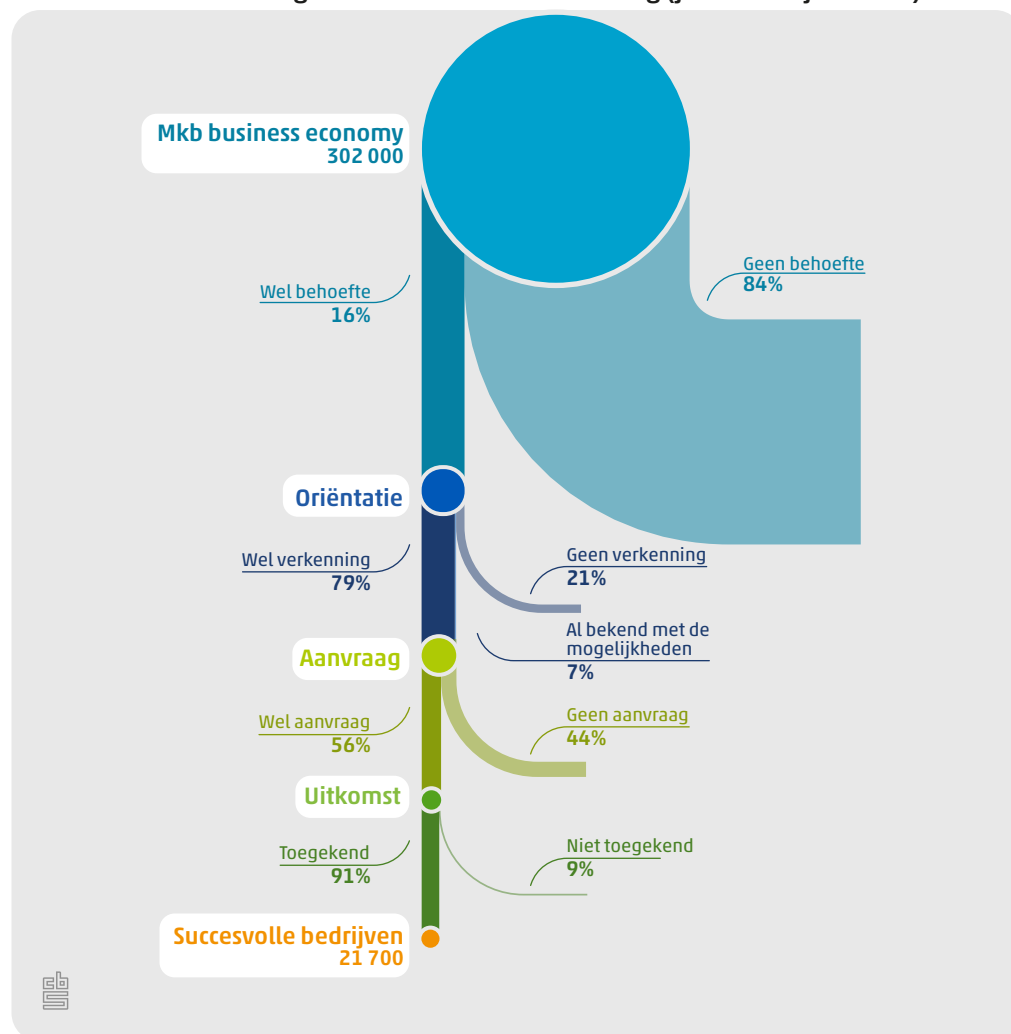 Mkb business economy
302 000
Geen behoefte
84%
Wel behoefte
16%
Oriëntatie
Wel verkenning
79%
Geen verkenning
21%
Al bekend met de
mogelijkheden
7%
Aanvraag
Wel aanvraag
56%
Geen aanvraag
44%
Uitkomst
Toegekend
91%
Niet toegekend
9%
Succesvolle bedrijven
21 700
cbs